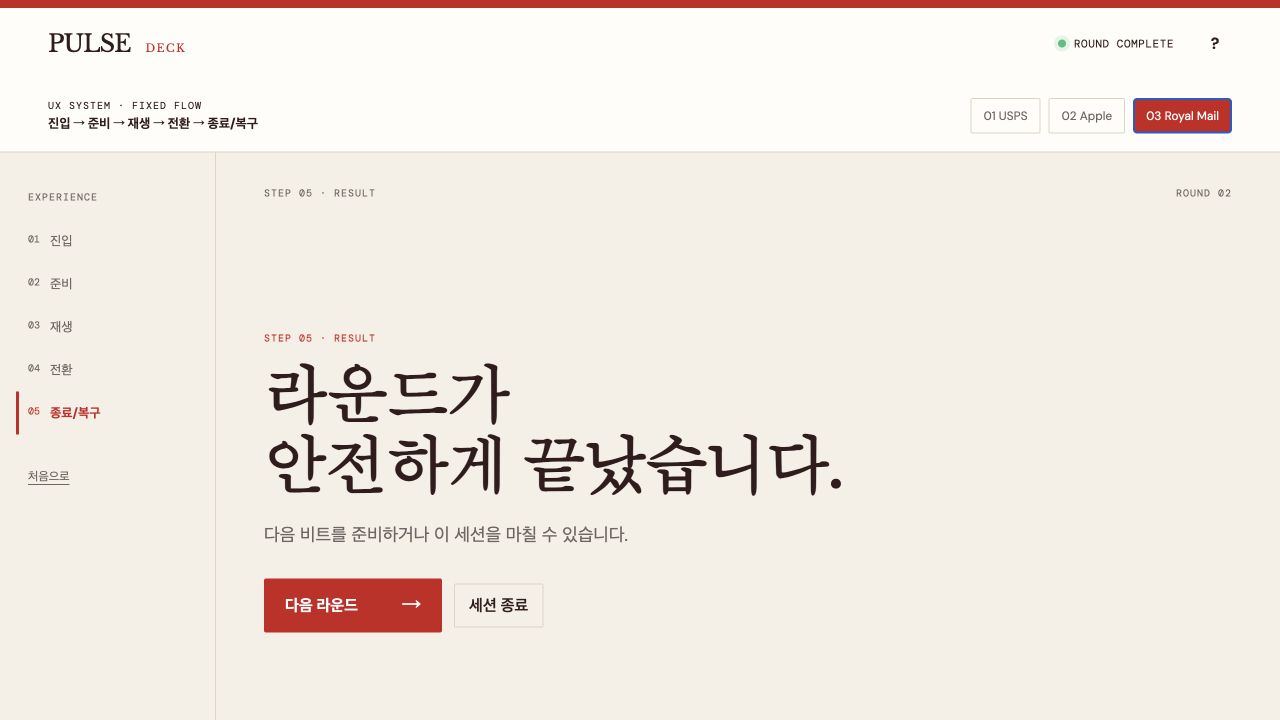 PULSE DECK
ROUND COMPLETE
?
UX SYSTEM · FIXED FLOW
진입 → 준비 → 재생 → 전환 → 종료/복구
01 USPS
02 Apple
03 Royal Mail
EXPERIENCE
01 진입
02 준비
03 재생
04 전환
05 종료/복구
처음으로
STEP 05 · RESULT
ROUND 02
STEP 05 · RESULT
라운드가
안전하게 끝났습니다.
다음 비트를 준비하거나 이 세션을 마칠 수 있습니다.
다음 라운드 →
세션 종료